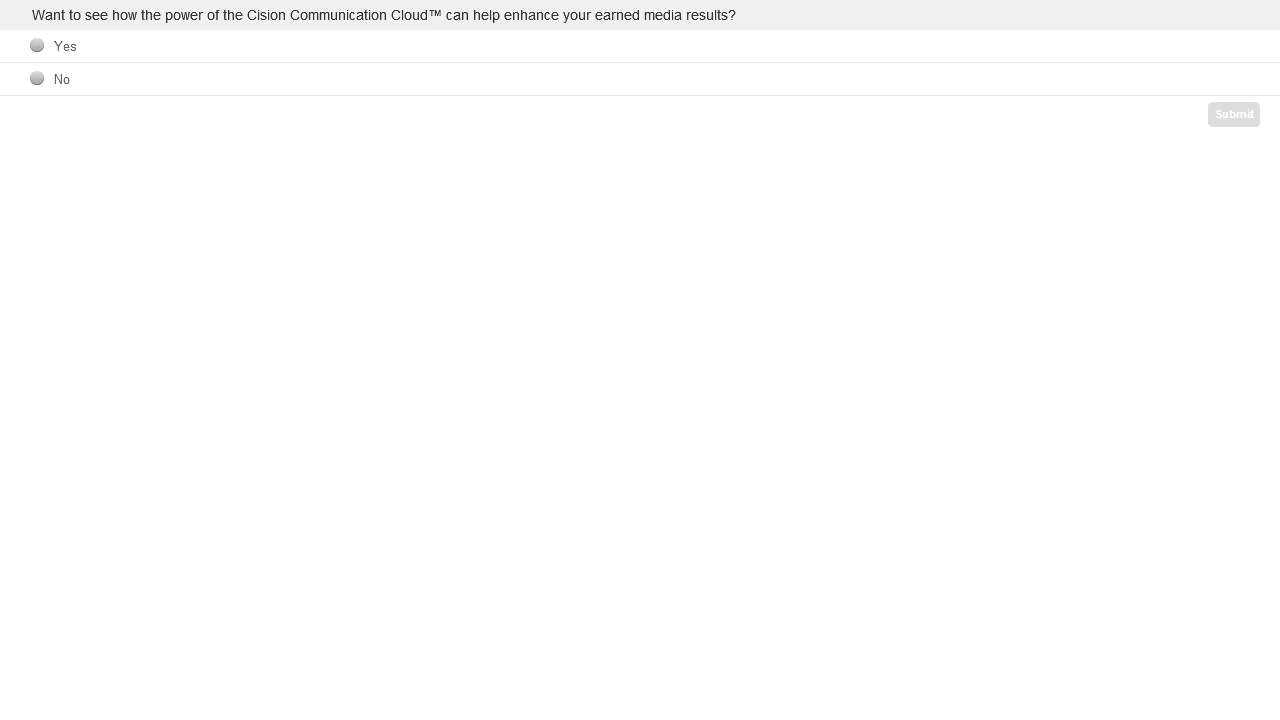 Want to see how the power of the Cision Communication Cloud™ can help enhance your earned media results?
Yes
No
Submit